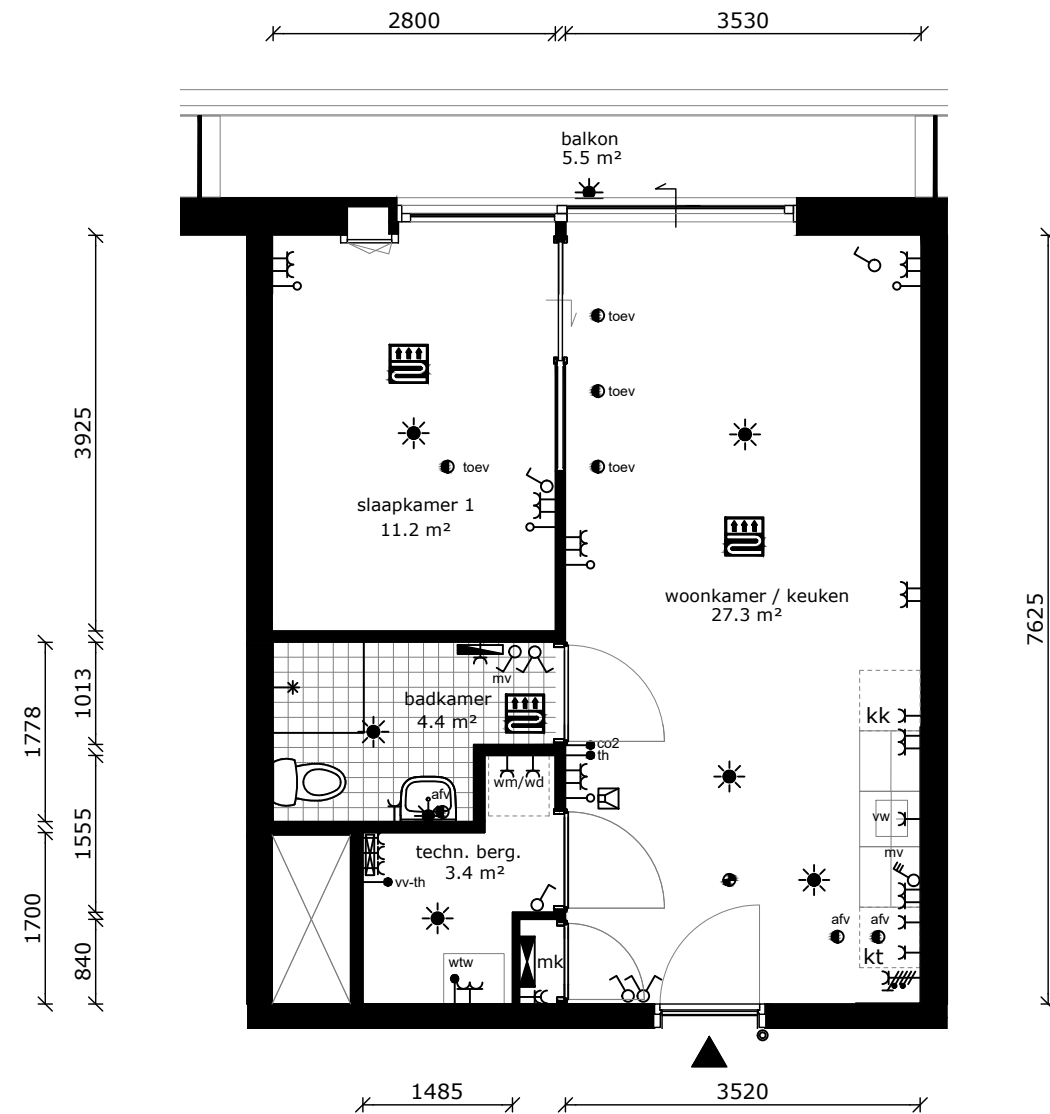 2800
3530
balkon
5.5 m²
toev
toev
3925
toev
toev
slaapkamer 1
11.2 m²
woonkamer / keuken
27.3 m²
7625
mv
1013
badkamer
4.4 m²
1778
kk
co2
th
wm/wd
afv
vw
1555
techn. berg.
3.4 m²
mv
vv-th
1700
afv
afv
840
wtw
mk
kt
1485
3520